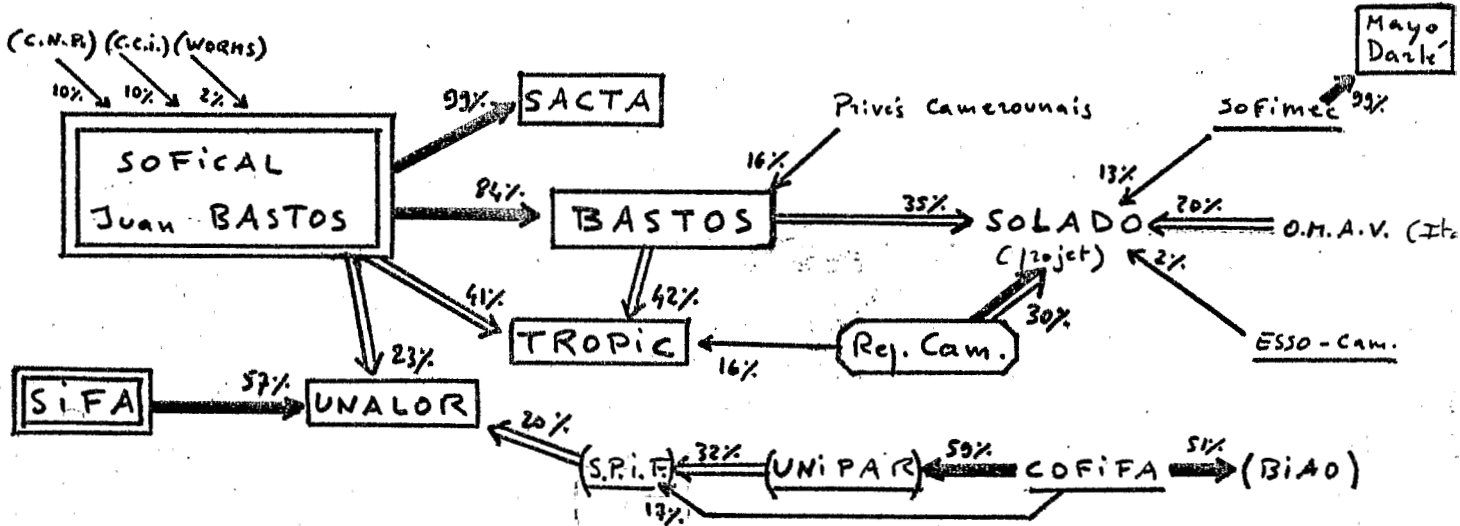 (C.N.P.) (C.C.i.) (WORMS)
Mayo
Darlé
10% 10% 2%
99%
SACTA
Privés Camerounais
SoFimec
99%
SOFiCAL
Juan BASTOS
84%
BASTOS
16%
35%
SOLADO
(projet)
13%
20%
O.M.A.V.
2%
41%
42%
30%
TROPiC
16%
Rep. Cam.
ESSO-Cam.
23%
SiFA
57%
UNALOR
20%
(S.P.i.F.)
32%
(UNiPAR)
59%
COFiFA
51%
(BiAO)
17%